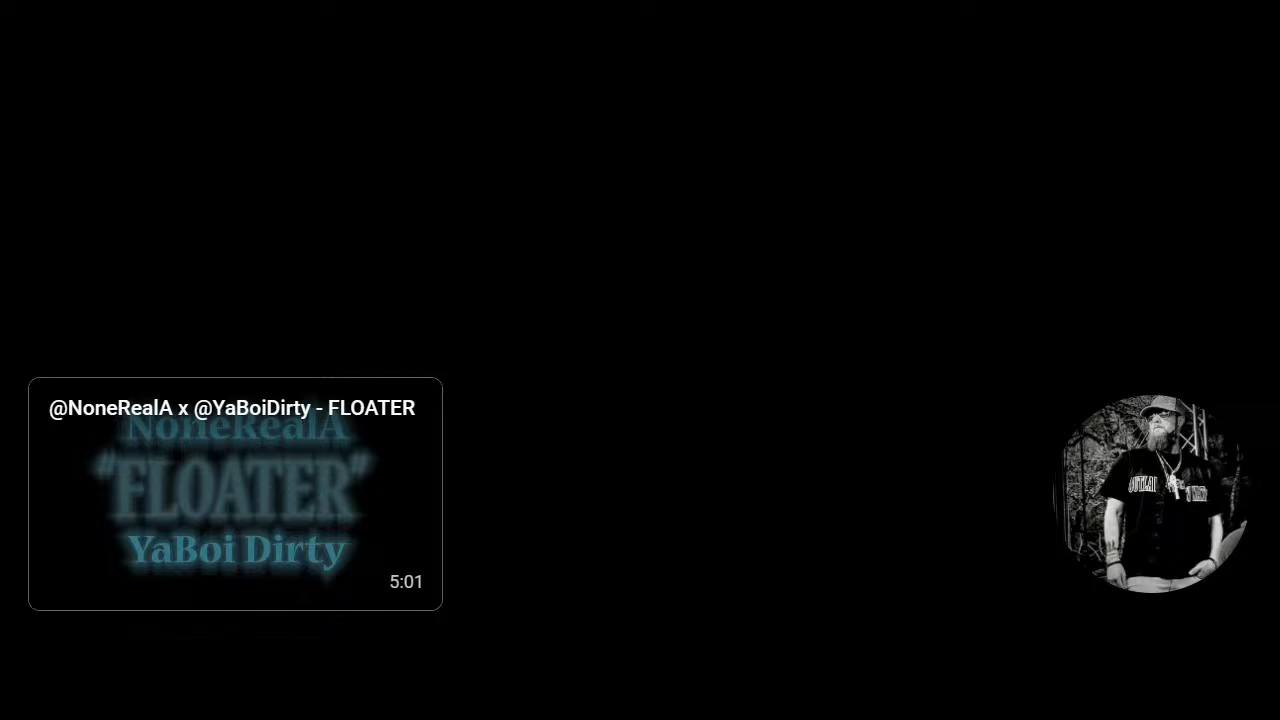 @NoneRealA x @YaBoiDirty - FLOATER
NoneRealA
"FLOATER"
YaBoi Dirty
5:01